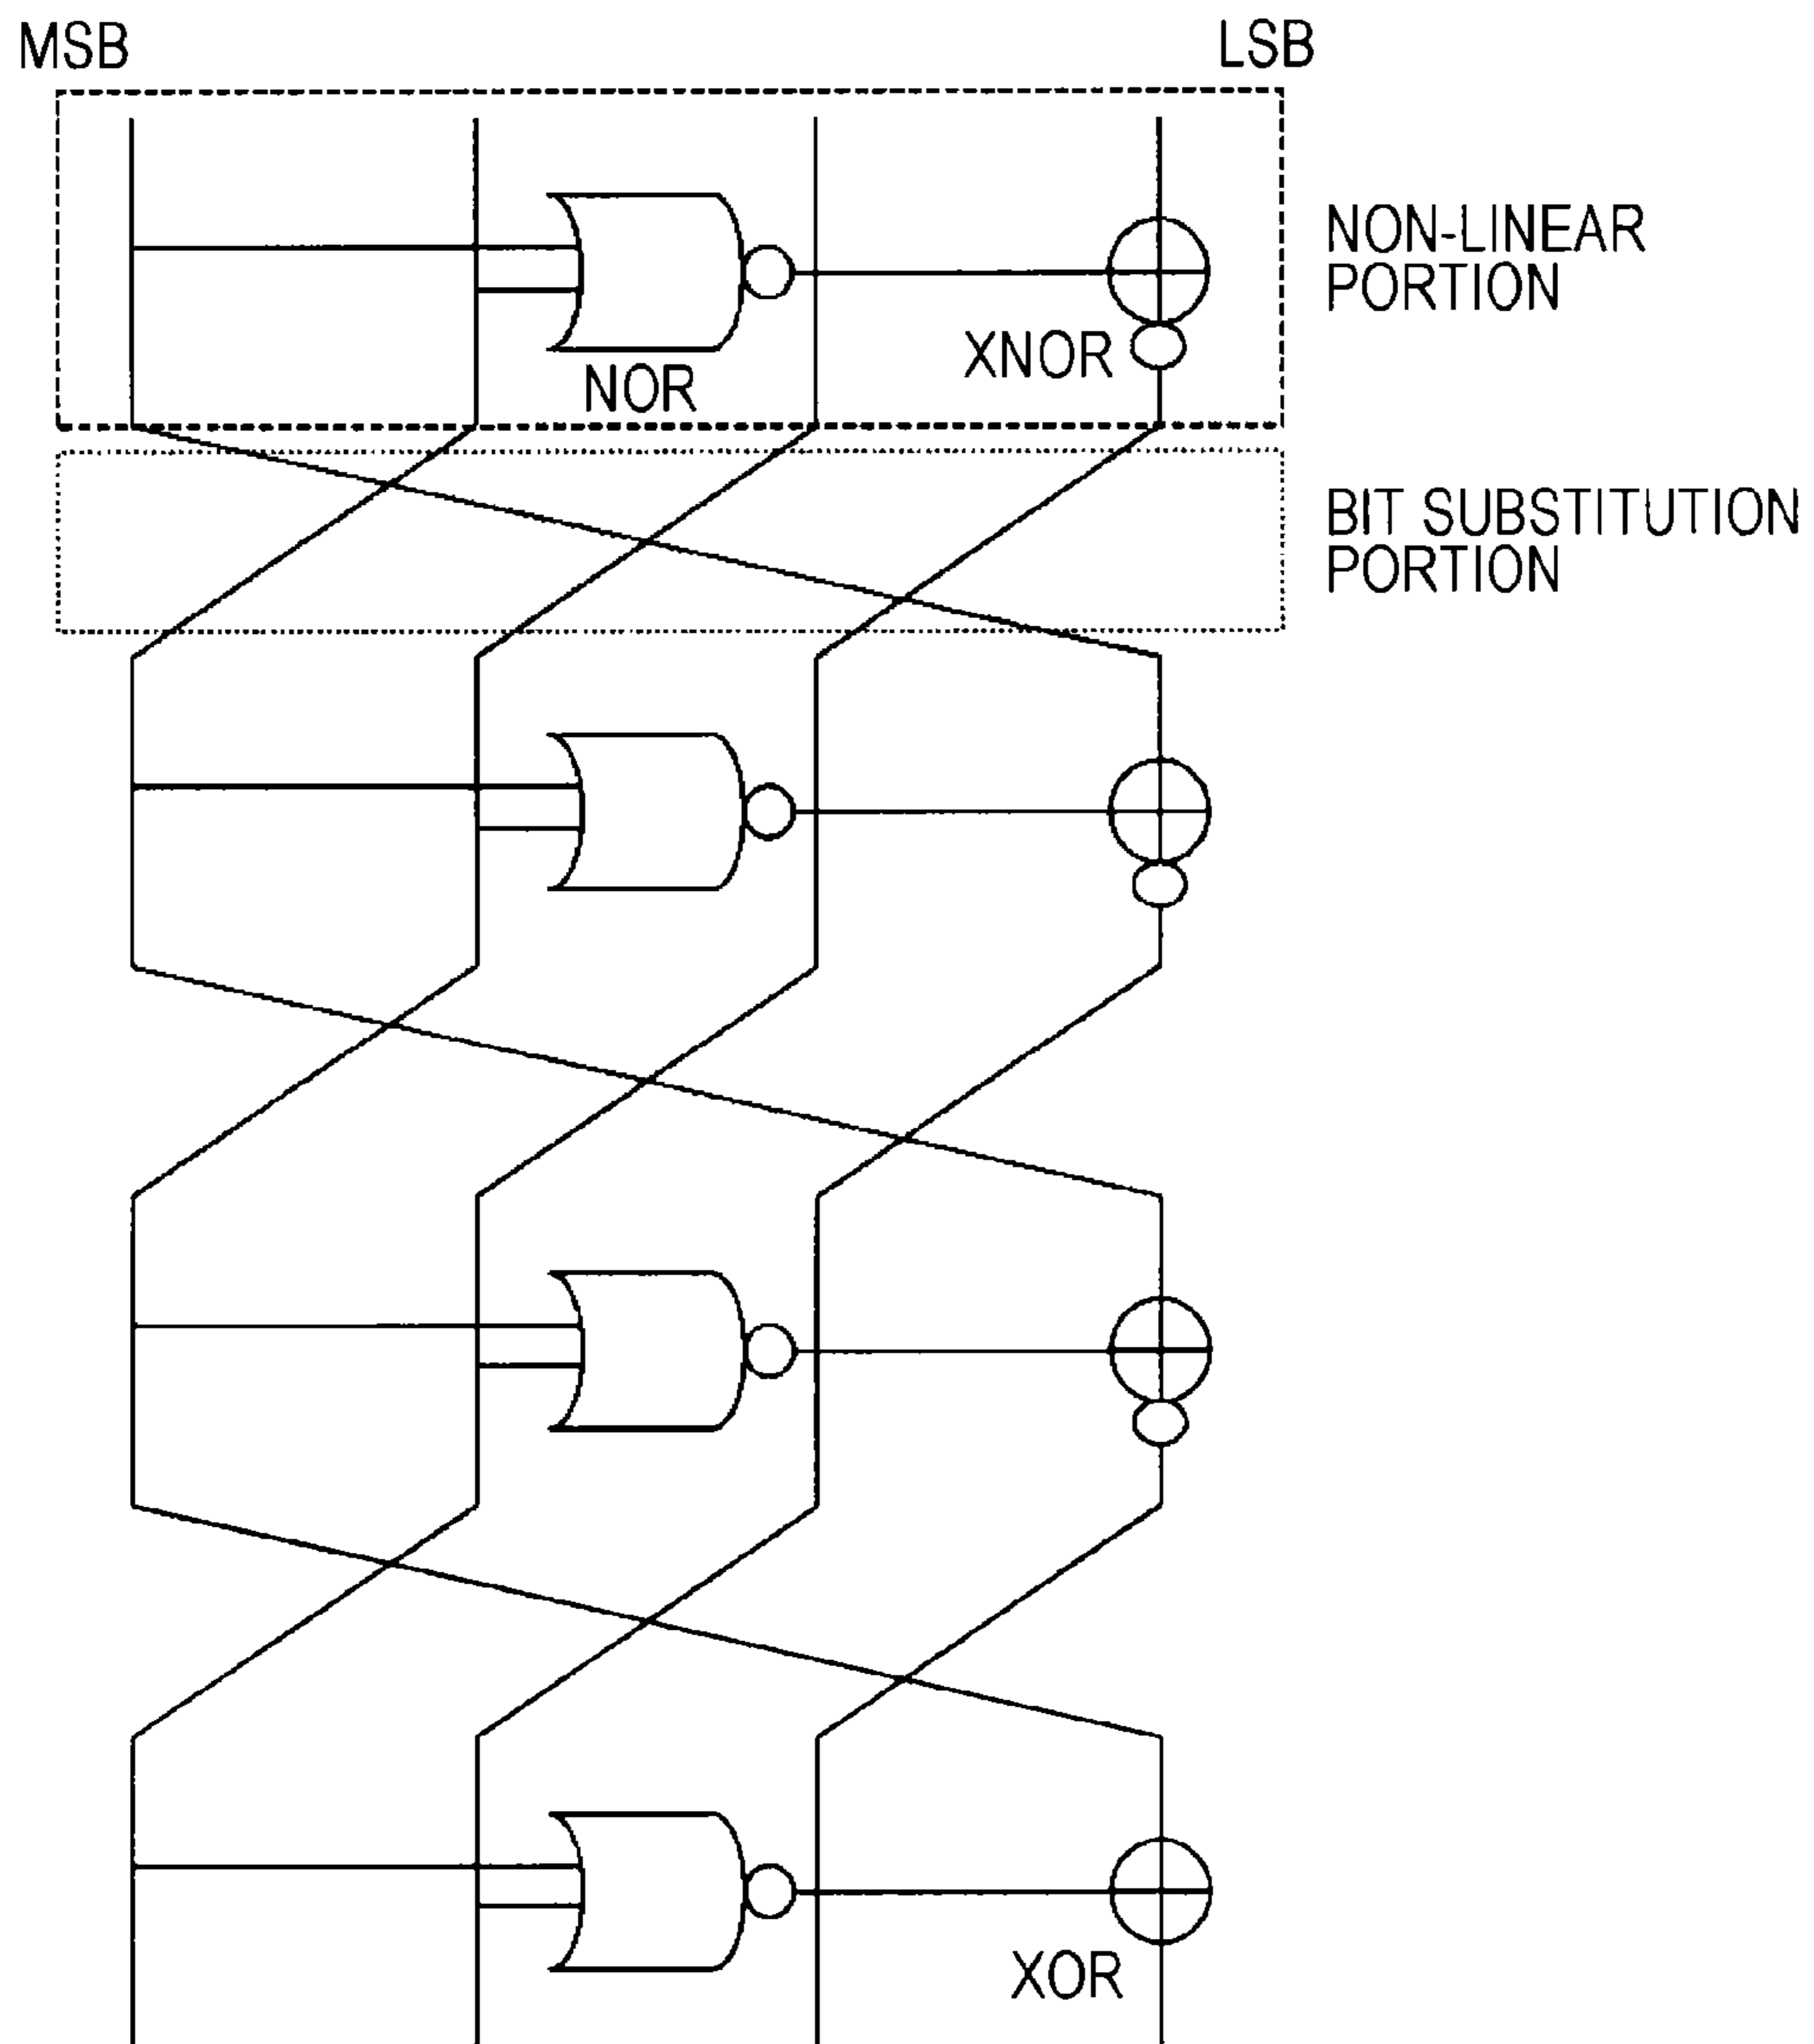 MSB
LSB
NON-LINEAR
PORTION
XNOR
NOR
BIT SUBSTITUTION
PORTION
XOR